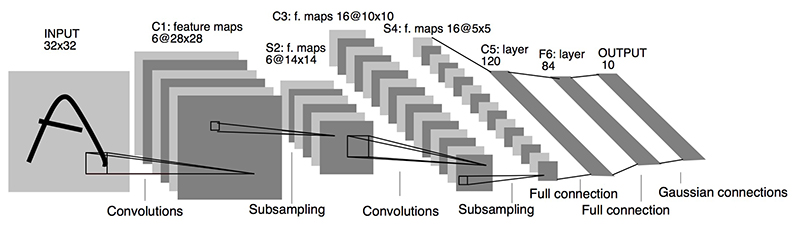 INPUT
32x32
C1: feature maps
6@28x28
S2: f. maps
6@14x14
C3: f. maps 16@10x10
S4: f. maps 16@5x5
C5: layer
120
F6: layer
84
OUTPUT
10
Convolutions
Subsampling
Convolutions
Subsampling
Full connection
Full connection
Gaussian connections